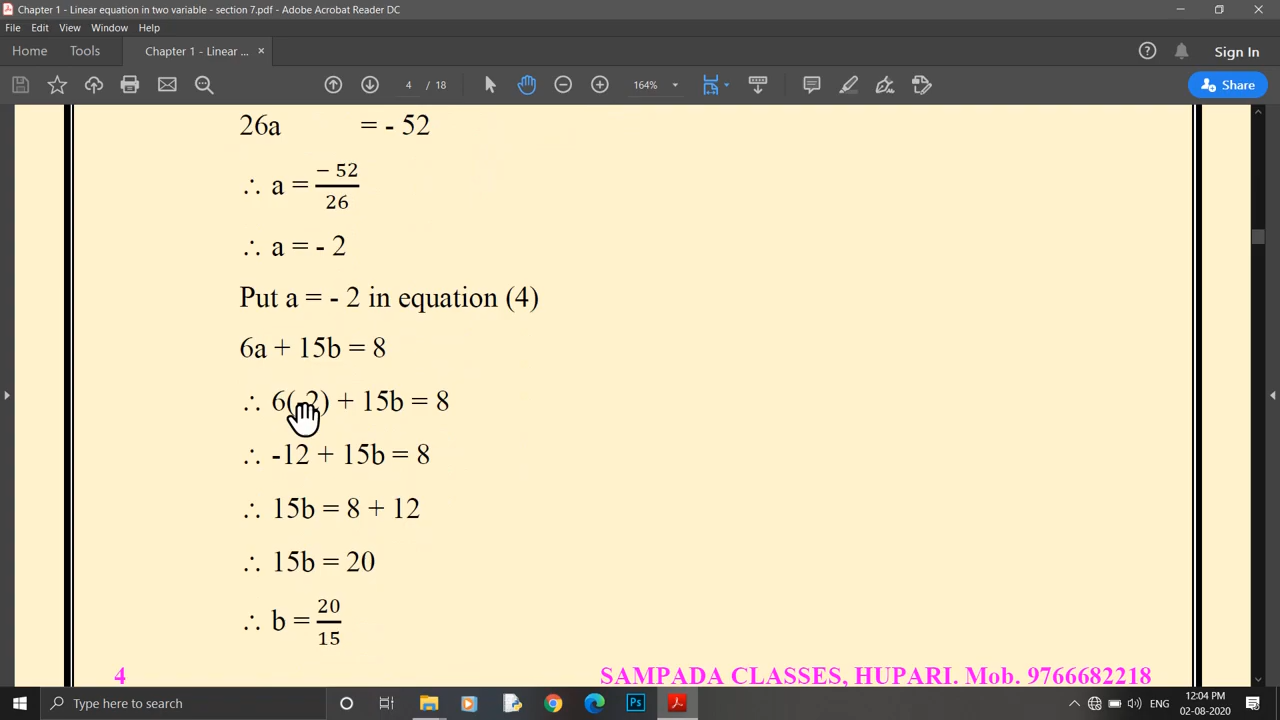 Chapter 1 - Linear equation in two variable - section 7.pdf - Adobe Acrobat Reader DC
File Edit View Window Help
Home Tools Chapter 1 - Linear ... × Sign In
4 / 18 164% Share
26a = - 52
∴ a = − 52 / 26
∴ a = - 2
Put a = - 2 in equation (4)
6a + 15b = 8
∴ 6(-2) + 15b = 8
∴ -12 + 15b = 8
∴ 15b = 8 + 12
∴ 15b = 20
∴ b = 20 / 15
4 SAMPADA CLASSES, HUPARI. Mob. 9766682218
Type here to search Ps ENG 12:04 PM
02-08-2020